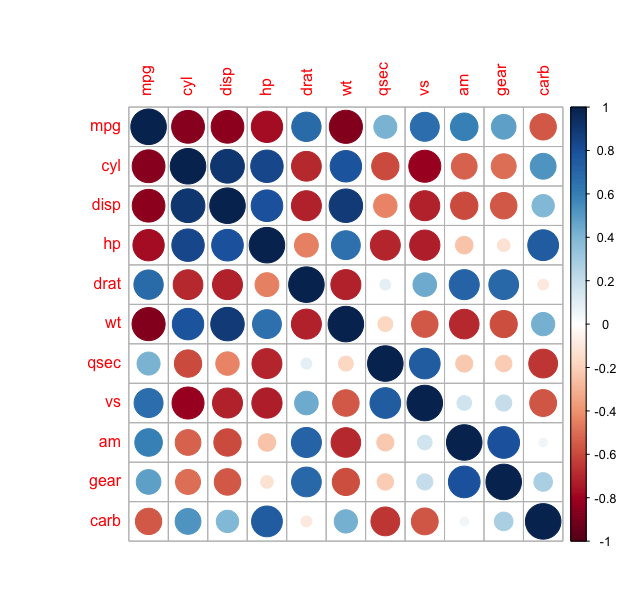 mpg cyl disp hp drat wt qsec vs am gear carb
mpg
cyl
disp
hp
drat
wt
qsec
vs
am
gear
carb
1
0.8
0.6
0.4
0.2
0
-0.2
-0.4
-0.6
-0.8
-1